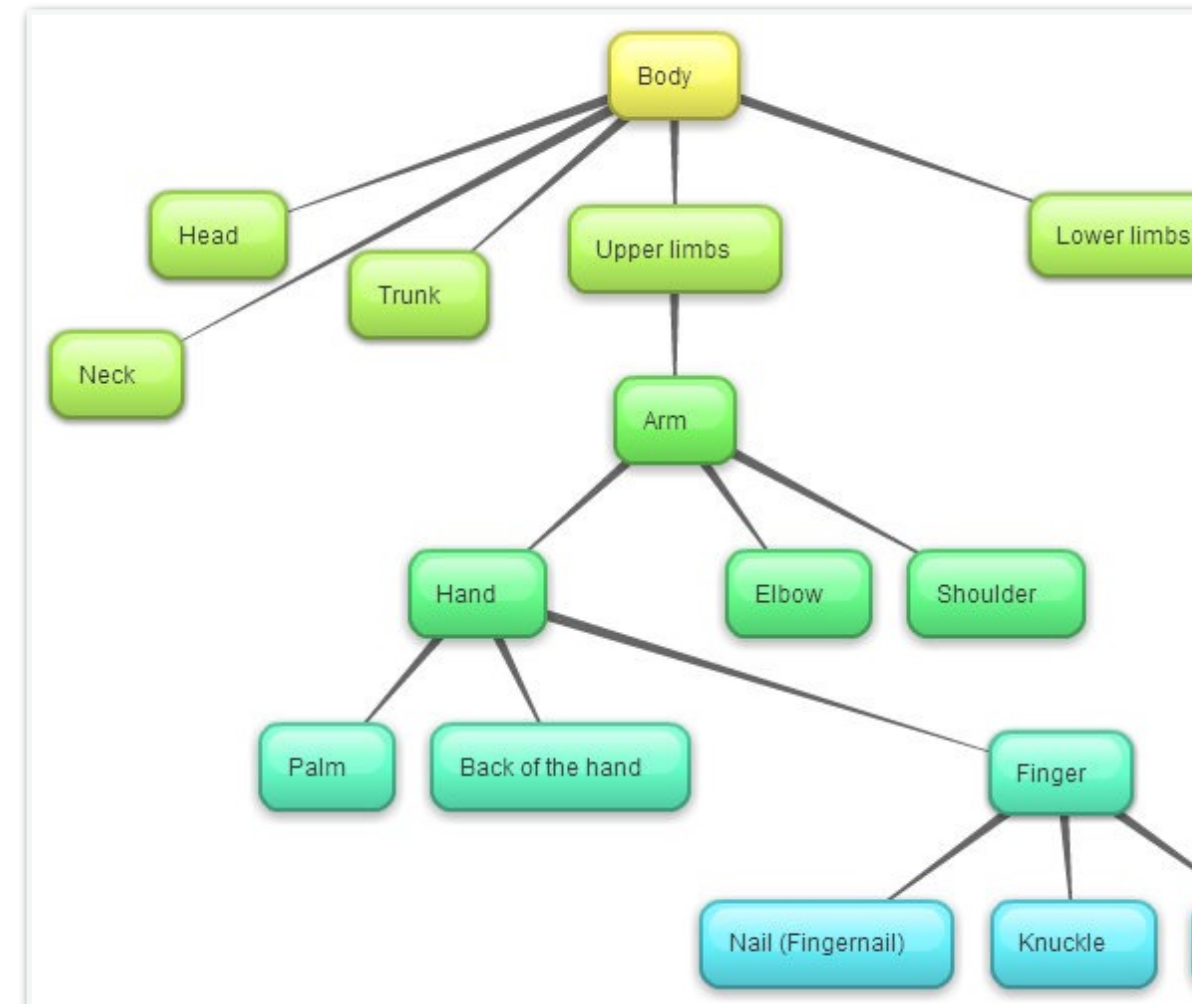 Body
Head
Upper limbs
Lower limbs
Trunk
Neck
Arm
Hand
Elbow
Shoulder
Palm
Back of the hand
Finger
Nail (Fingernail)
Knuckle